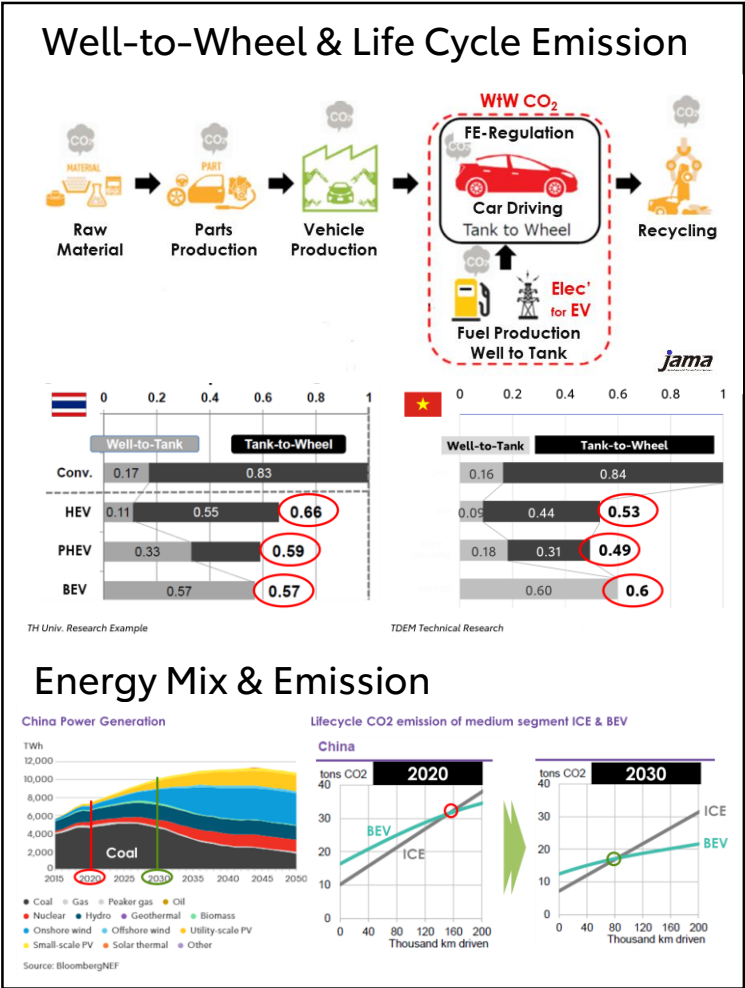 Well-to-Wheel & Life Cycle Emission
WtW CO₂
CO₂
CO₂
CO₂
CO₂
CO₂
CO₂
FE-Regulation
MATERIAL
PART
Car Driving
Tank to Wheel
Raw
Material
Parts
Production
Vehicle
Production
Recycling
Elec'
for EV
Fuel Production
Well to Tank
jama
0 0.2 0.4 0.6 0.8 1
Well-to-Tank Tank-to-Wheel
Conv. 0.17 0.83
HEV 0.11 0.55 0.66
PHEV 0.33 0.59
BEV 0.57 0.57
TH Univ. Research Example
0 0.2 0.4 0.6 0.8 1
Well-to-Tank Tank-to-Wheel
0.16 0.84
0.09 0.44 0.53
0.18 0.31 0.49
0.60 0.6
TDEM Technical Research
Energy Mix & Emission
China Power Generation
TWh
12,000
10,000
8,000
6,000
4,000
2,000
0
Coal
2015 2020 2025 2030 2035 2040 2045 2050
Coal Gas Peaker gas Oil
Nuclear Hydro Geothermal Biomass
Onshore wind Offshore wind Utility-scale PV
Small-scale PV Solar thermal Other
Source: BloombergNEF
Lifecycle CO2 emission of medium segment ICE & BEV
China
tons CO2 2020
40
30
20
10
0
BEV
ICE
0 40 80 120 160 200
Thousand km driven
tons CO2 2030
40
30
20
10
0
ICE
BEV
0 40 80 120 160 200
Thousand km driven